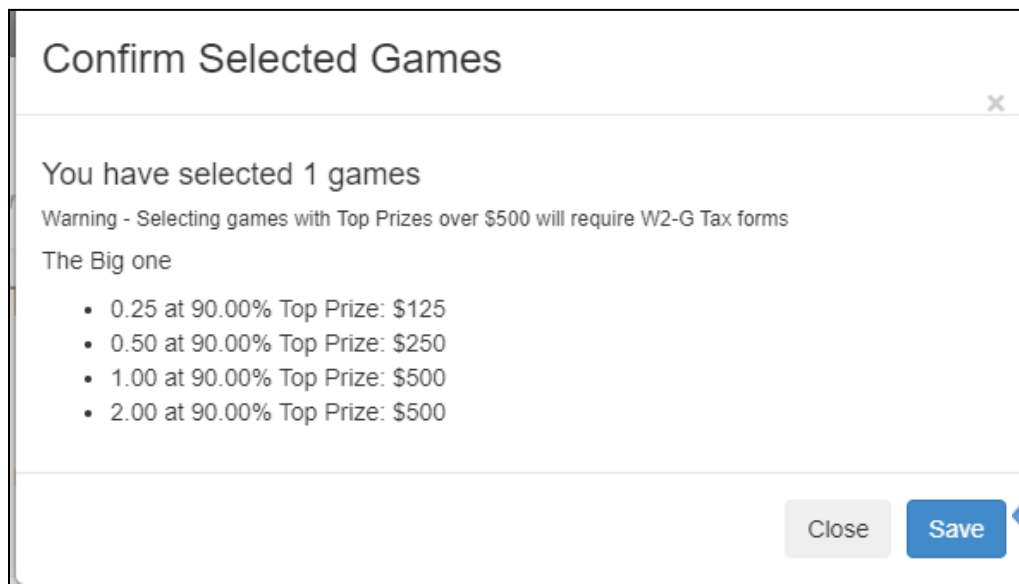 Confirm Selected Games
×
You have selected 1 games
Warning - Selecting games with Top Prizes over $500 will require W2-G Tax forms
The Big one
• 0.25 at 90.00% Top Prize: $125
• 0.50 at 90.00% Top Prize: $250
• 1.00 at 90.00% Top Prize: $500
• 2.00 at 90.00% Top Prize: $500
Close Save